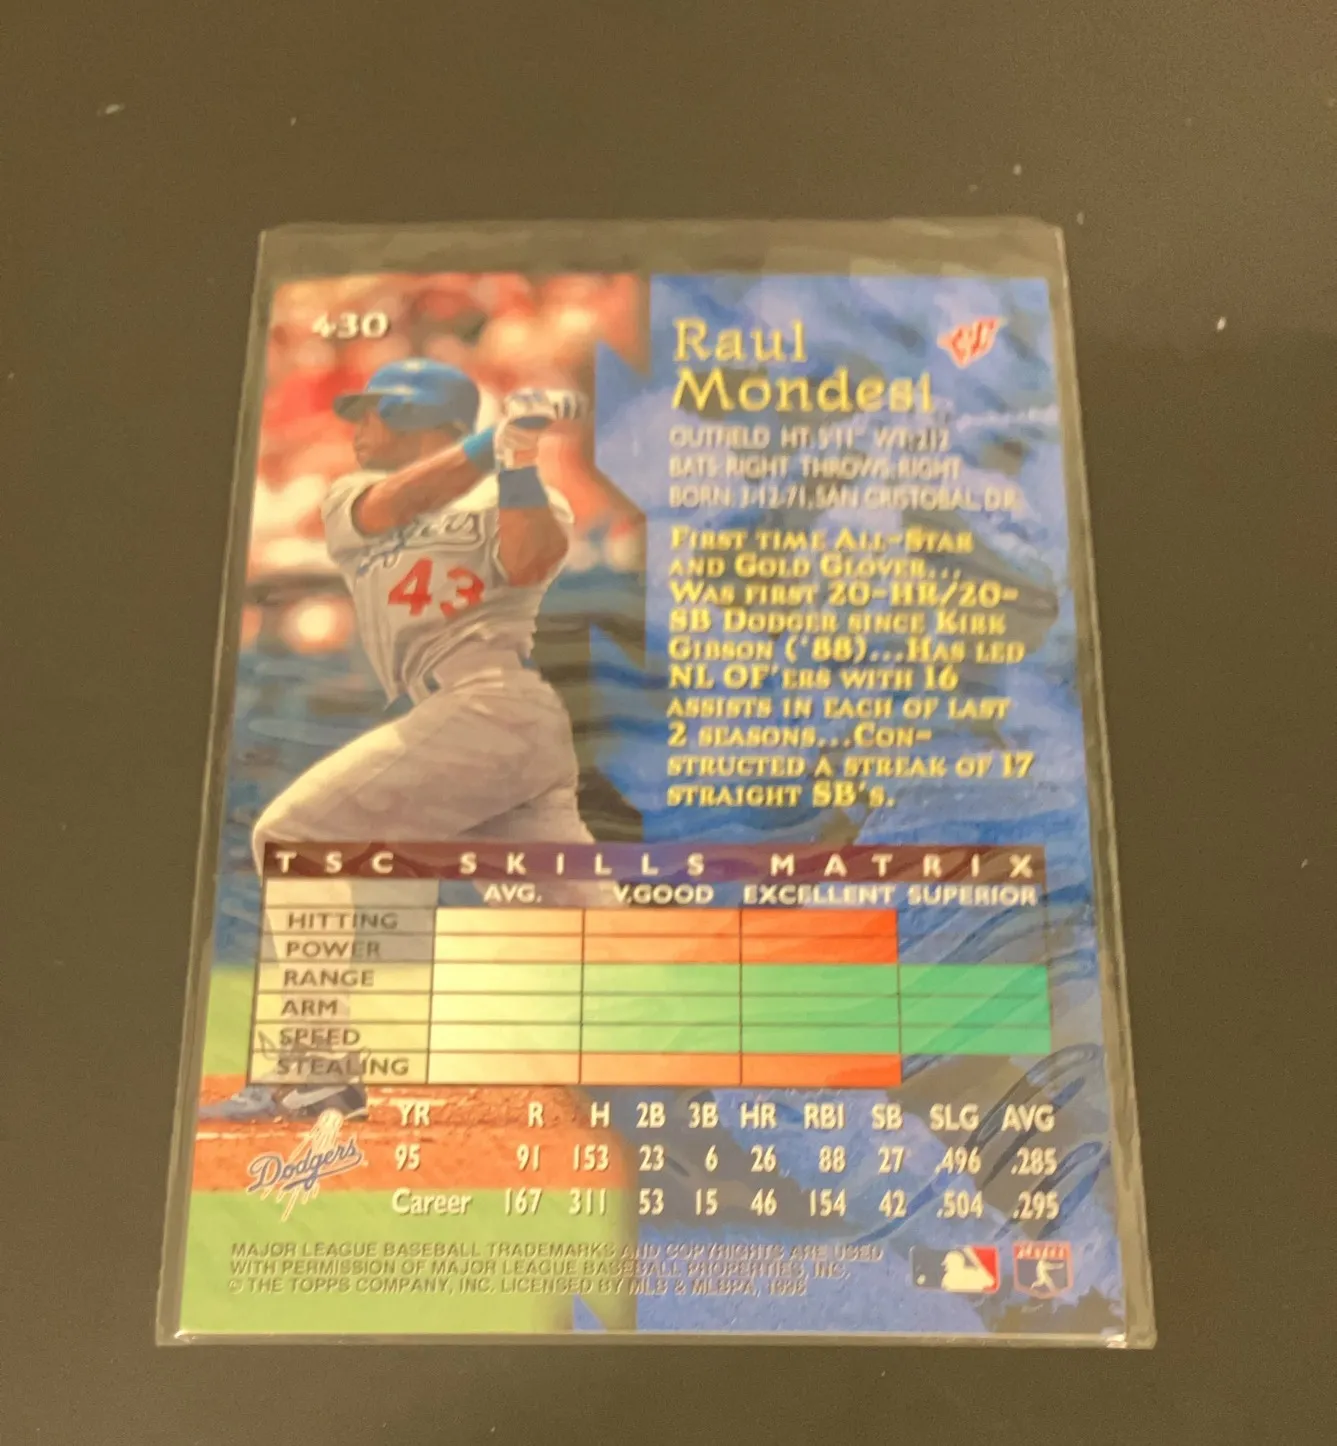 430
Raul
Mondesi
OUTFIELD HT: 5'11" WT: 212
BATS: RIGHT THROWS: RIGHT
BORN: 3-12-71, SAN CRISTOBAL, D.R.
FIRST TIME ALL-STAR
AND GOLD GLOVER...
WAS FIRST 20-HR/20-
SB DODGER SINCE KIRK
GIBSON ('88)...HAS LED
NL OF'ERS WITH 16
ASSISTS IN EACH OF LAST
2 SEASONS...CON-
STRUCTED A STREAK OF 17
STRAIGHT SB'S.
Dodgers
43
TSC SKILLS MATRIX
AVG. V.GOOD EXCELLENT SUPERIOR
HITTING
POWER
RANGE
ARM
SPEED
STEALING
YR R H 2B 3B HR RBI SB SLG AVG
95 91 153 23 6 26 88 27 .496 .285
Career 167 311 53 15 46 154 42 .504 .295
Dodgers
MAJOR LEAGUE BASEBALL TRADEMARKS AND COPYRIGHTS ARE USED
WITH PERMISSION OF MAJOR LEAGUE BASEBALL PROPERTIES, INC.
© THE TOPPS COMPANY, INC. LICENSED BY MLB & MLBPA, 1996